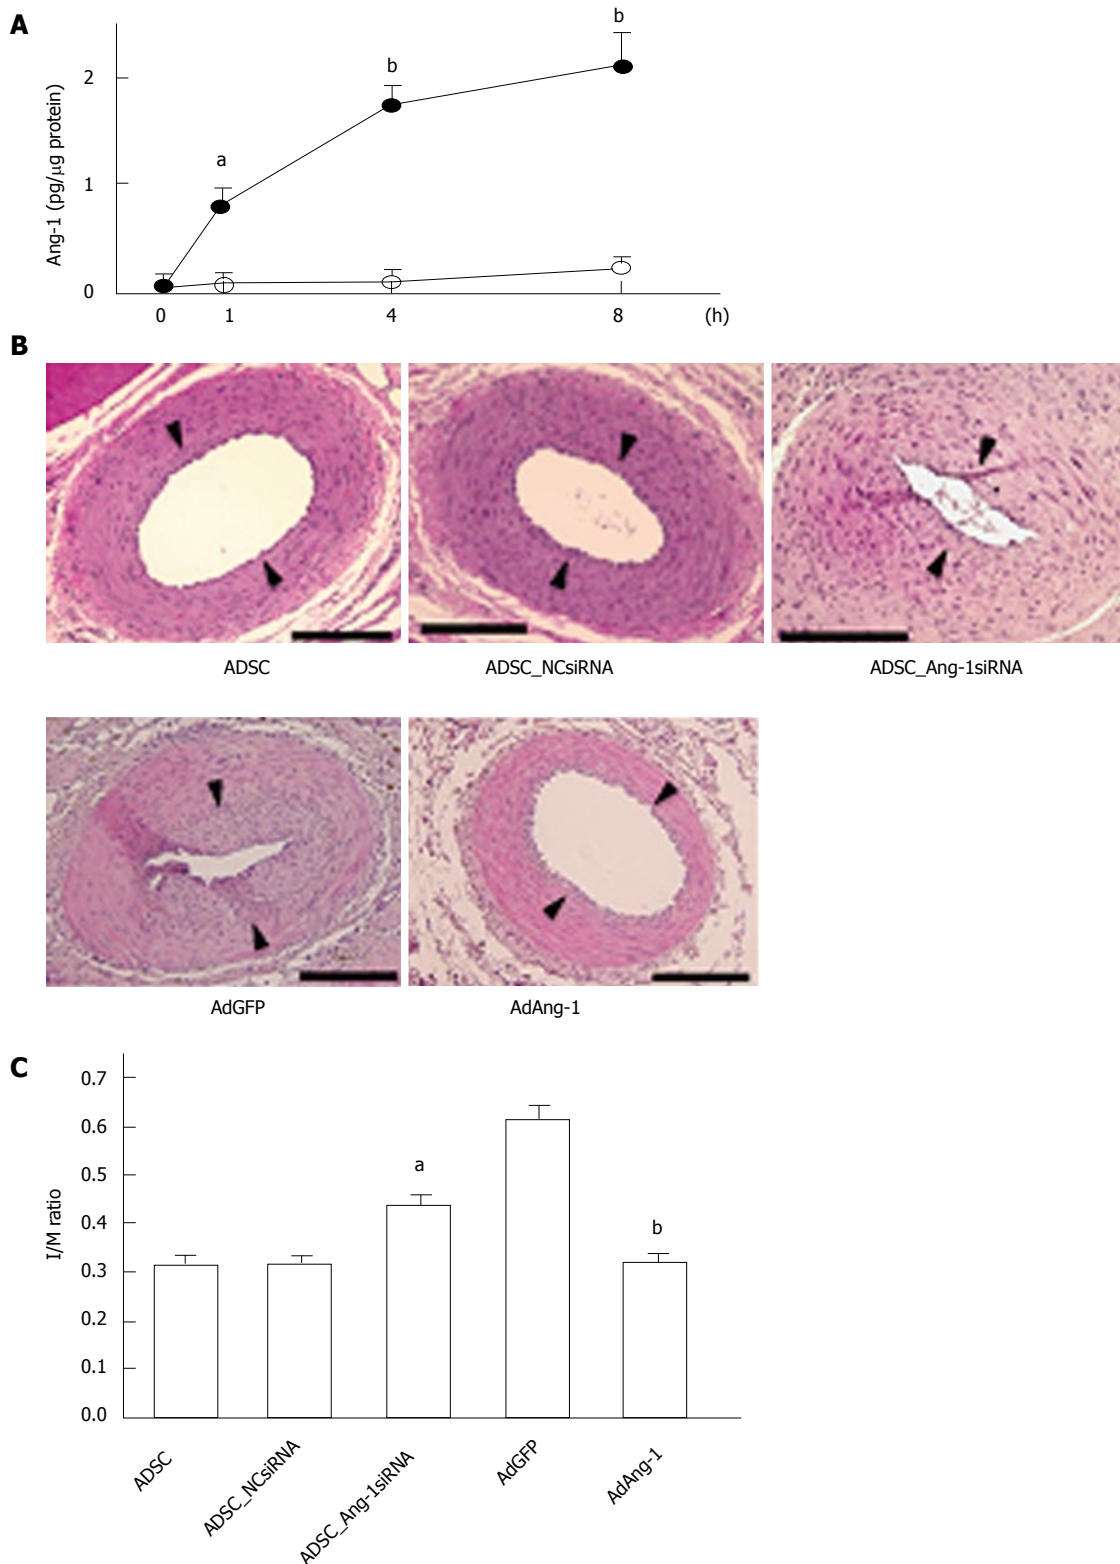 A
Ang-1 (pg/μg protein)
2
1
0
a
b
b
0 1 4 8 (h)
B
ADSC ADSC_NCsiRNA ADSC_Ang-1siRNA
AdGFP AdAng-1
C
I/M ratio
0.7
0.6
0.5
0.4
0.3
0.2
0.1
0.0
a
b
ADSC
ADSC_NCsiRNA
ADSC_Ang-1siRNA
AdGFP
AdAng-1